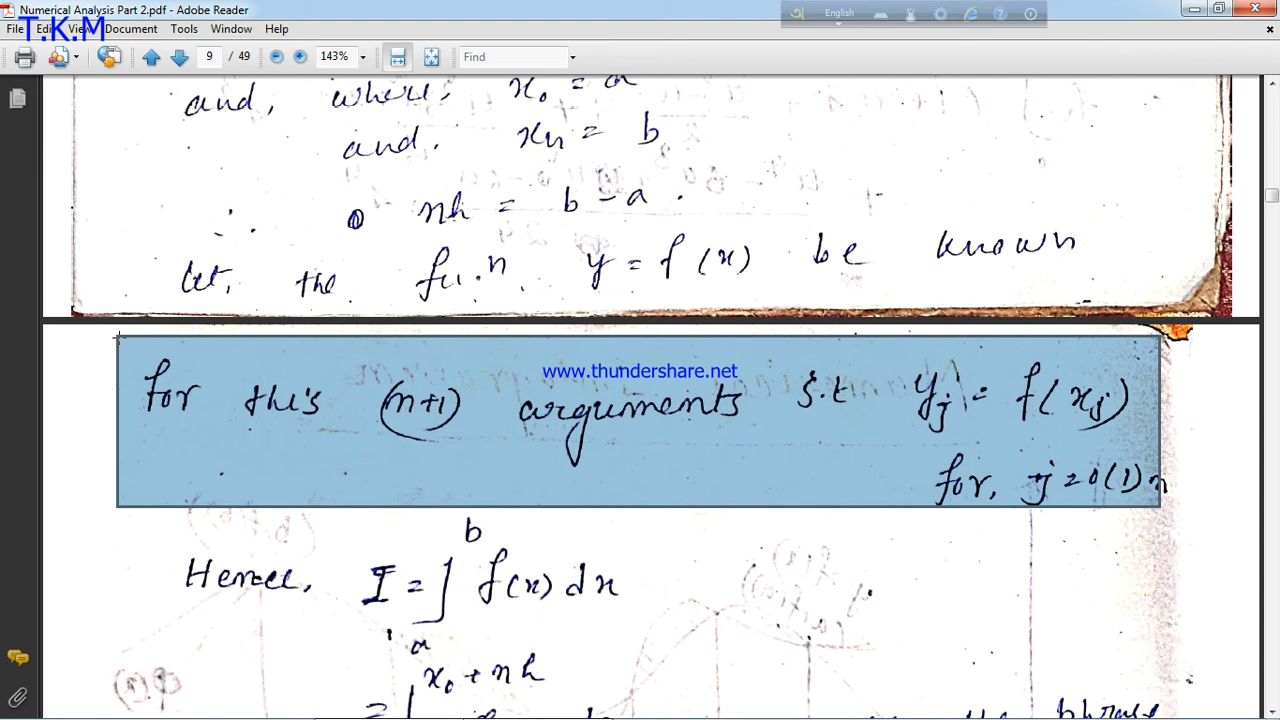 Numerical Analysis Part 2.pdf - Adobe Reader
English
File Edit View Document Tools Window Help
T.K.M
9 / 49 143% Find
and, where, x₀ = a
and. xn = b
∴ nh = b - a.
let, the fu.n y = f(x) be known
www.thundershare.net
for this (n+1) arguments s.t yj = f(xj)
for, j = 0(1)n
Hence, I = ∫ₐᵇ f(x) dx
x₀ + nh
= ∫